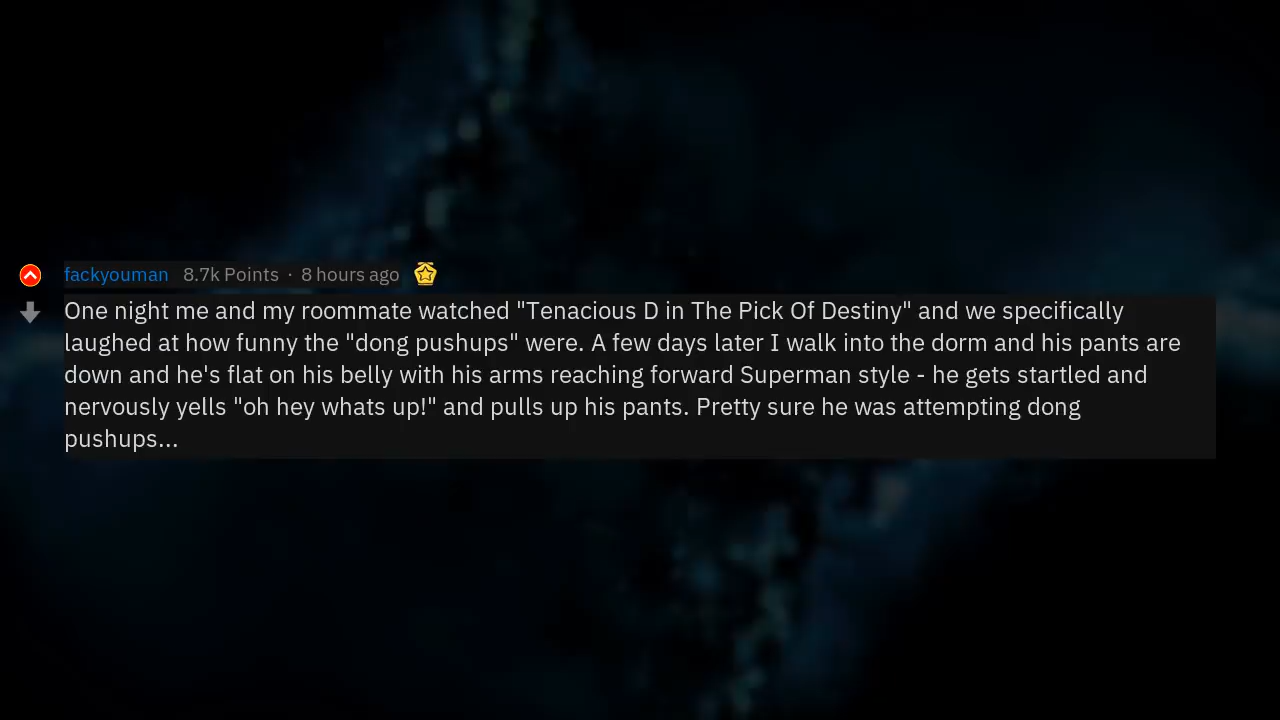 fackyouman 8.7k Points · 8 hours ago
One night me and my roommate watched "Tenacious D in The Pick Of Destiny" and we specifically
laughed at how funny the "dong pushups" were. A few days later I walk into the dorm and his pants are
down and he's flat on his belly with his arms reaching forward Superman style - he gets startled and
nervously yells "oh hey whats up!" and pulls up his pants. Pretty sure he was attempting dong
pushups...